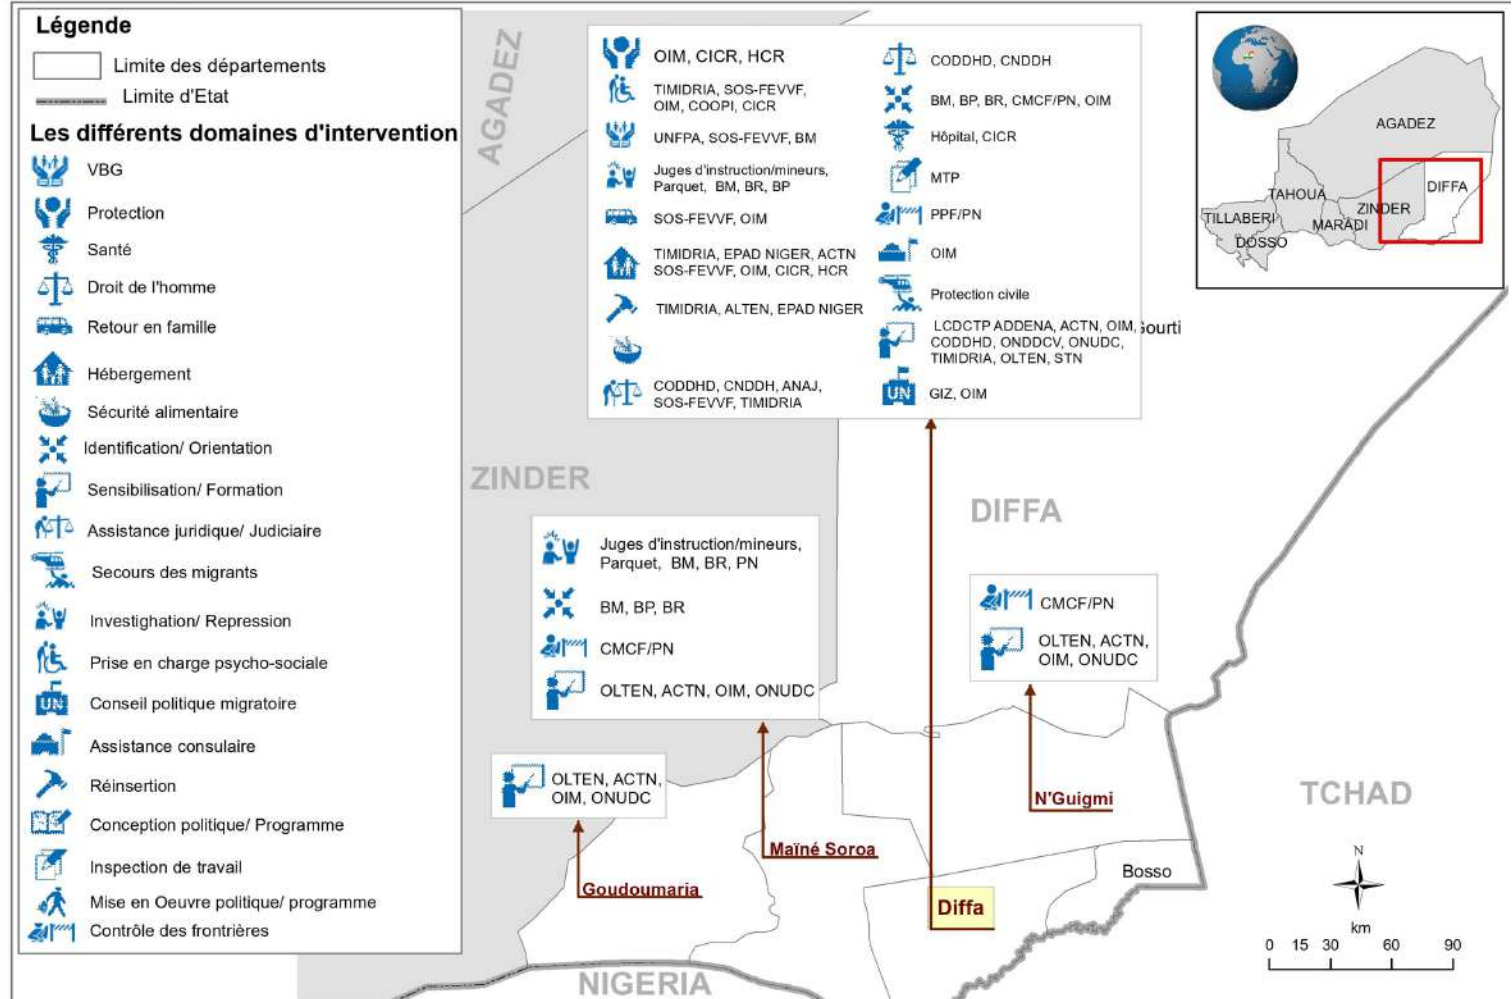 Légende
Limite des départements
Limite d'Etat
Les différents domaines d'intervention
VBG
Protection
Santé
Droit de l'homme
Retour en famille
Hébergement
Sécurité alimentaire
Identification/ Orientation
Sensibilisation/ Formation
Assistance juridique/ Judiciaire
Secours des migrants
Investighation/ Repression
Prise en charge psycho-sociale
UN
Conseil politique migratoire
Assistance consulaire
Réinsertion
Conception politique/ Programme
Inspection de travail
Mise en Oeuvre politique/ programme
Contrôle des frontrières
AGADEZ
ZINDER
DIFFA
TCHAD
NIGERIA
OIM, CICR, HCR
TIMIDRIA, SOS-FEVVF,
OIM, COOPI, CICR
UNFPA, SOS-FEVVF, BM
Juges d'instruction/mineurs,
Parquet, BM, BR, BP
SOS-FEVVF, OIM
TIMIDRIA, EPAD NIGER, ACTN
SOS-FEVVF, OIM, CICR, HCR
TIMIDRIA, ALTEN, EPAD NIGER
CODDHD, CNDDH, ANAJ,
SOS-FEVVF, TIMIDRIA
CODDHD, CNDDH
BM, BP, BR, CMCF/PN, OIM
Hôpital, CICR
MTP
PPF/PN
OIM
Protection civile
LCDCTP ADDENA, ACTN, OIM,
CODDHD, ONDDCV, ONUDC,
TIMIDRIA, OLTEN, STN
UN
GIZ, OIM
Juges d'instruction/mineurs,
Parquet, BM, BR, PN
BM, BP, BR
CMCF/PN
OLTEN, ACTN, OIM, ONUDC
CMCF/PN
OLTEN, ACTN,
OIM, ONUDC
OLTEN, ACTN,
OIM, ONUDC
N'Guigmi
Maïné Soroa
Goudoumaria
Diffa
Bosso
AGADEZ
DIFFA
TAHOUA
ZINDER
TILLABERI
MARADI
DOSSO
N
km
0 15 30 60 90